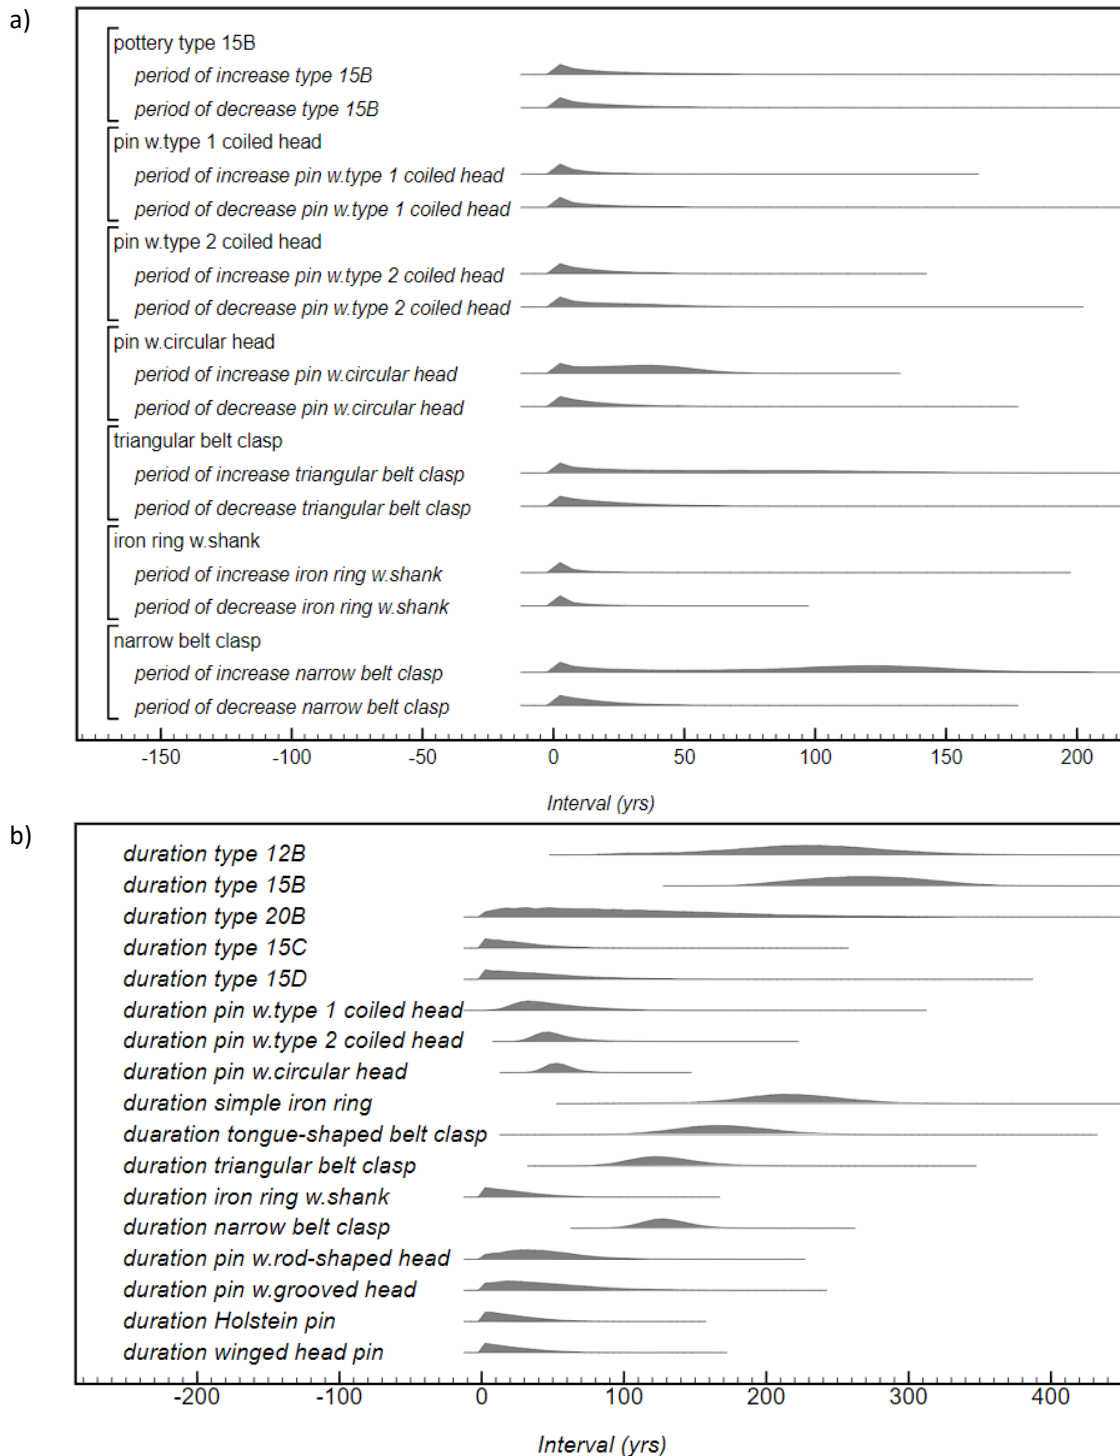 a)
pottery type 15B
period of increase type 15B
period of decrease type 15B
pin w.type 1 coiled head
period of increase pin w.type 1 coiled head
period of decrease pin w.type 1 coiled head
pin w.type 2 coiled head
period of increase pin w.type 2 coiled head
period of decrease pin w.type 2 coiled head
pin w.circular head
period of increase pin w.circular head
period of decrease pin w.circular head
triangular belt clasp
period of increase triangular belt clasp
period of decrease triangular belt clasp
iron ring w.shank
period of increase iron ring w.shank
period of decrease iron ring w.shank
narrow belt clasp
period of increase narrow belt clasp
period of decrease narrow belt clasp
-150 -100 -50 0 50 100 150 200
Interval (yrs)
b)
duration type 12B
duration type 15B
duration type 20B
duration type 15C
duration type 15D
duration pin w.type 1 coiled head
duration pin w.type 2 coiled head
duration pin w.circular head
duration simple iron ring
duaration tongue-shaped belt clasp
duration triangular belt clasp
duration iron ring w.shank
duration narrow belt clasp
duration pin w.rod-shaped head
duration pin w.grooved head
duration Holstein pin
duration winged head pin
-200 -100 0 100 200 300 400
Interval (yrs)